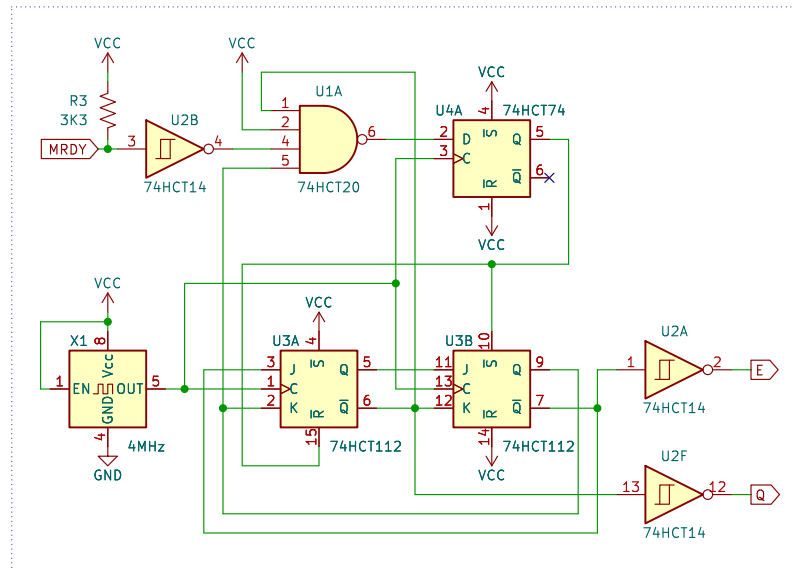 VCC
VCC
VCC
R3
3K3
MRDY
3
U2B
4
74HCT14
U1A
1
2
4
5
6
74HCT20
U4A
74HCT74
4
2
D
S
Q
5
3
C
R
Q
6
1
VCC
VCC
X1
8
Vcc
1
EN
OUT
5
GND
4
4MHz
GND
VCC
U3A
4
3
J
S
Q
5
1
C
2
K
R
Q
6
15
74HCT112
U3B
10
11
J
S
Q
9
13
C
12
K
R
Q
7
14
74HCT112
VCC
U2A
1
2
E
74HCT14
U2F
13
12
Q
74HCT14